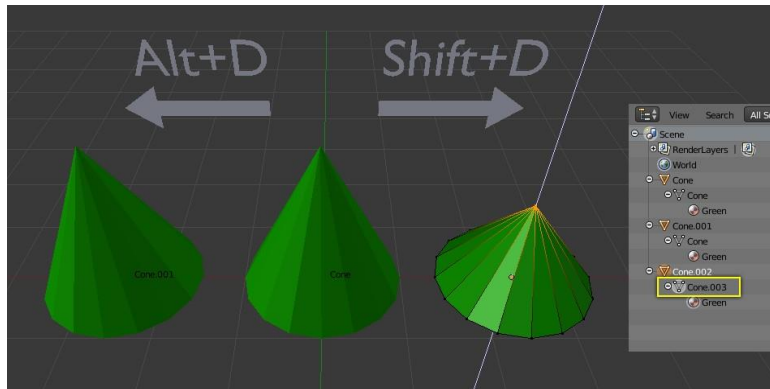 Alt+D
Shift+D
View Search All S
Scene
RenderLayers |
World
Cone
Cone
Green
Cone.001
Cone
Green
Cone.002
Cone.003
Green
Cone.001
Cone